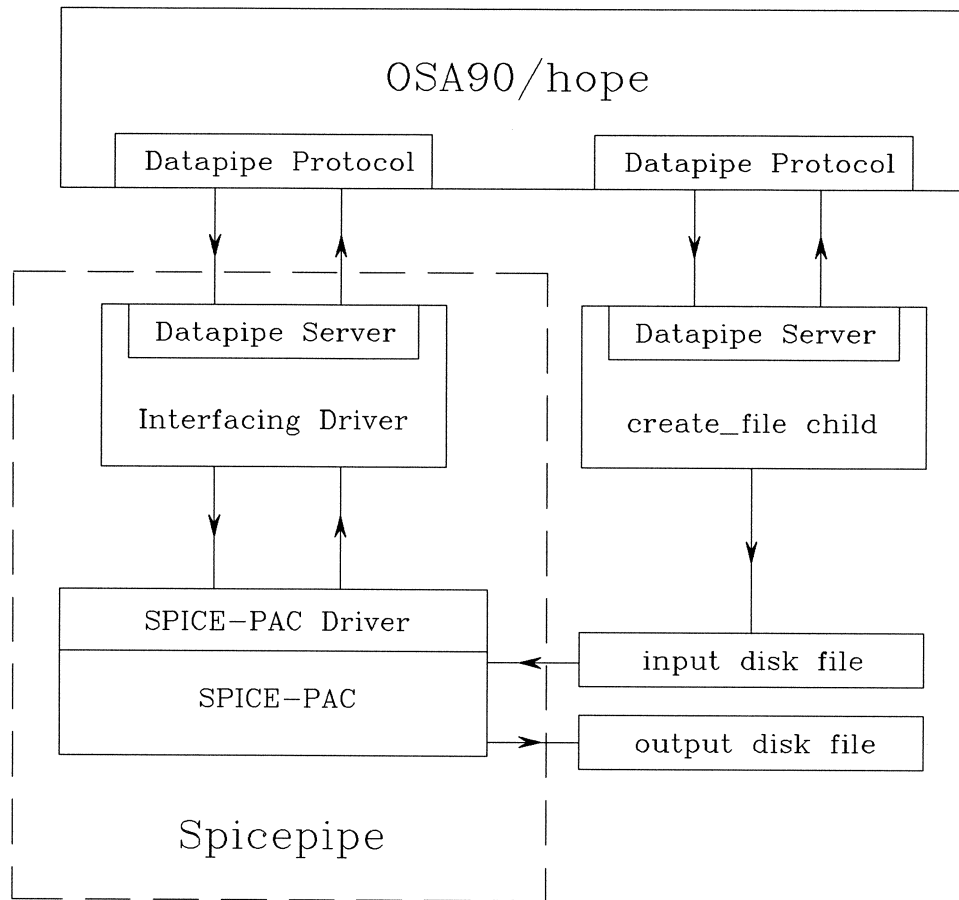 OSA90/hope
Datapipe Protocol
Datapipe Protocol
Datapipe Server
Datapipe Server
Interfacing Driver
create_file child
SPICE-PAC Driver
input disk file
SPICE-PAC
output disk file
Spicepipe